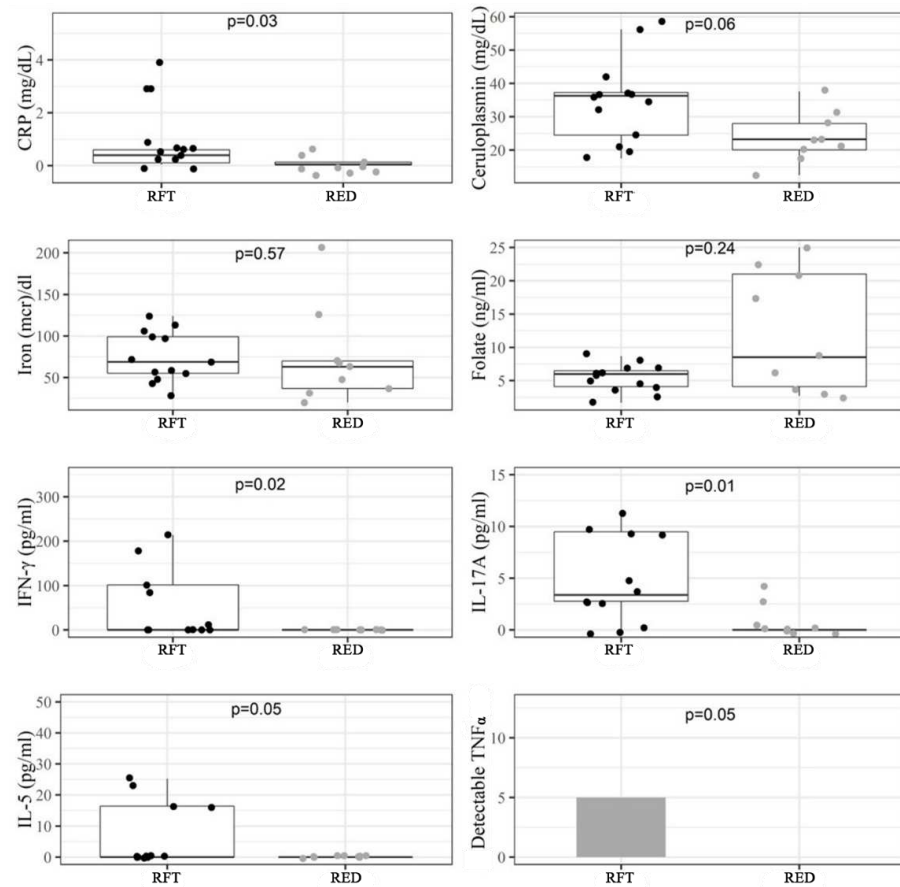 p=0.03
CRP (mg/dL)
4
2
0
RFT
RED
p=0.06
Ceruloplasmin (mg/dL)
60
50
40
30
20
RFT
RED
p=0.57
Iron (mcr)/dl
200
150
100
50
RFT
RED
p=0.24
Folate (ng/ml)
25
20
15
10
5
RFT
RED
p=0.02
IFN-γ (pg/ml)
300
100
0
RFT
RED
p=0.01
IL-17A (pg/ml)
15
10
5
0
RFT
RED
p=0.05
IL-5 (pg/ml)
50
40
30
20
10
0
RFT
RED
p=0.05
Detectable TNFα
10
5
0
RFT
RED